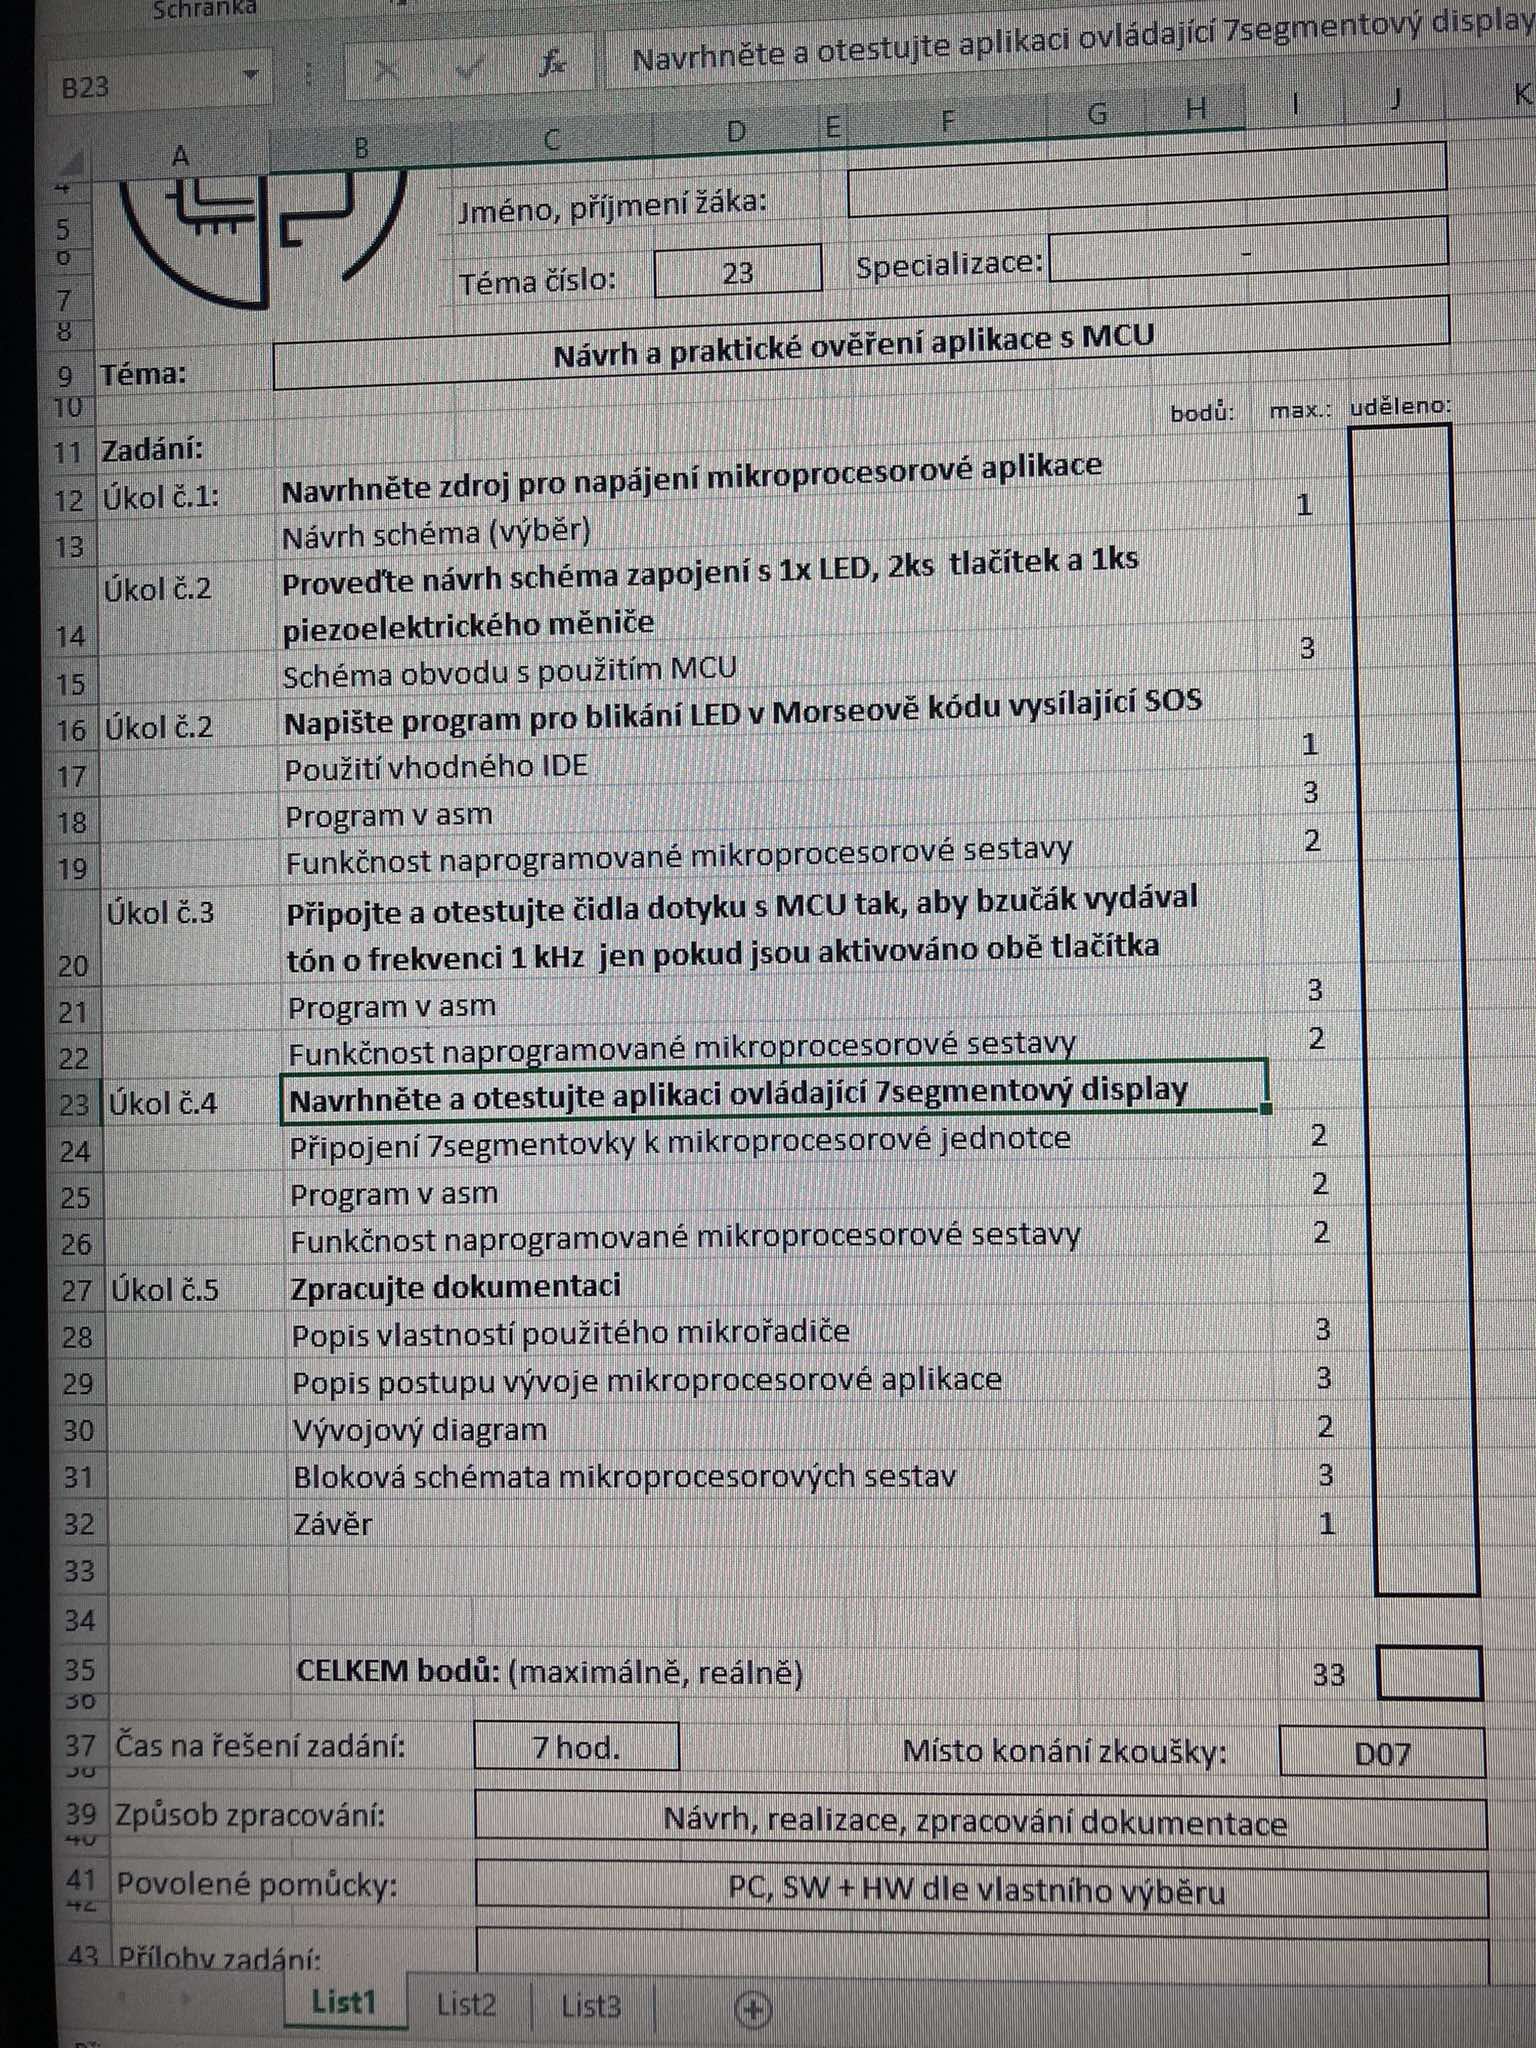 Schránka
B23
fx
Navrhněte a otestujte aplikaci ovládající 7segmentový display
A B C D E F G H I J K
4
5 Jméno, příjmení žáka:
6
7 Téma číslo: 23 Specializace: -
8
9 Téma: Návrh a praktické ověření aplikace s MCU
10 bodů: max.: uděleno:
11 Zadání:
12 Úkol č.1: Navrhněte zdroj pro napájení mikroprocesorové aplikace
13 Návrh schéma (výběr) 1
Úkol č.2 Proveďte návrh schéma zapojení s 1x LED, 2ks tlačítek a 1ks
14 piezoelektrického měniče
15 Schéma obvodu s použitím MCU 3
16 Úkol č.2 Napište program pro blikání LED v Morseově kódu vysílající SOS
17 Použití vhodného IDE 1
18 Program v asm 3
19 Funkčnost naprogramované mikroprocesorové sestavy 2
Úkol č.3 Připojte a otestujte čidla dotyku s MCU tak, aby bzučák vydával
20 tón o frekvenci 1 kHz jen pokud jsou aktivováno obě tlačítka
21 Program v asm 3
22 Funkčnost naprogramované mikroprocesorové sestavy 2
23 Úkol č.4 Navrhněte a otestujte aplikaci ovládající 7segmentový display
24 Připojení 7segmentovky k mikroprocesorové jednotce 2
25 Program v asm 2
26 Funkčnost naprogramované mikroprocesorové sestavy 2
27 Úkol č.5 Zpracujte dokumentaci
28 Popis vlastností použitého mikrořadiče 3
29 Popis postupu vývoje mikroprocesorové aplikace 3
30 Vývojový diagram 2
31 Bloková schémata mikroprocesorových sestav 3
32 Závěr 1
33
34
35 CELKEM bodů: (maximálně, reálně) 33
36
37 Čas na řešení zadání: 7 hod. Místo konání zkoušky: D07
38
39 Způsob zpracování: Návrh, realizace, zpracování dokumentace
40
41 Povolené pomůcky: PC, SW + HW dle vlastního výběru
42
43 Přílohy zadání:
List1 List2 List3